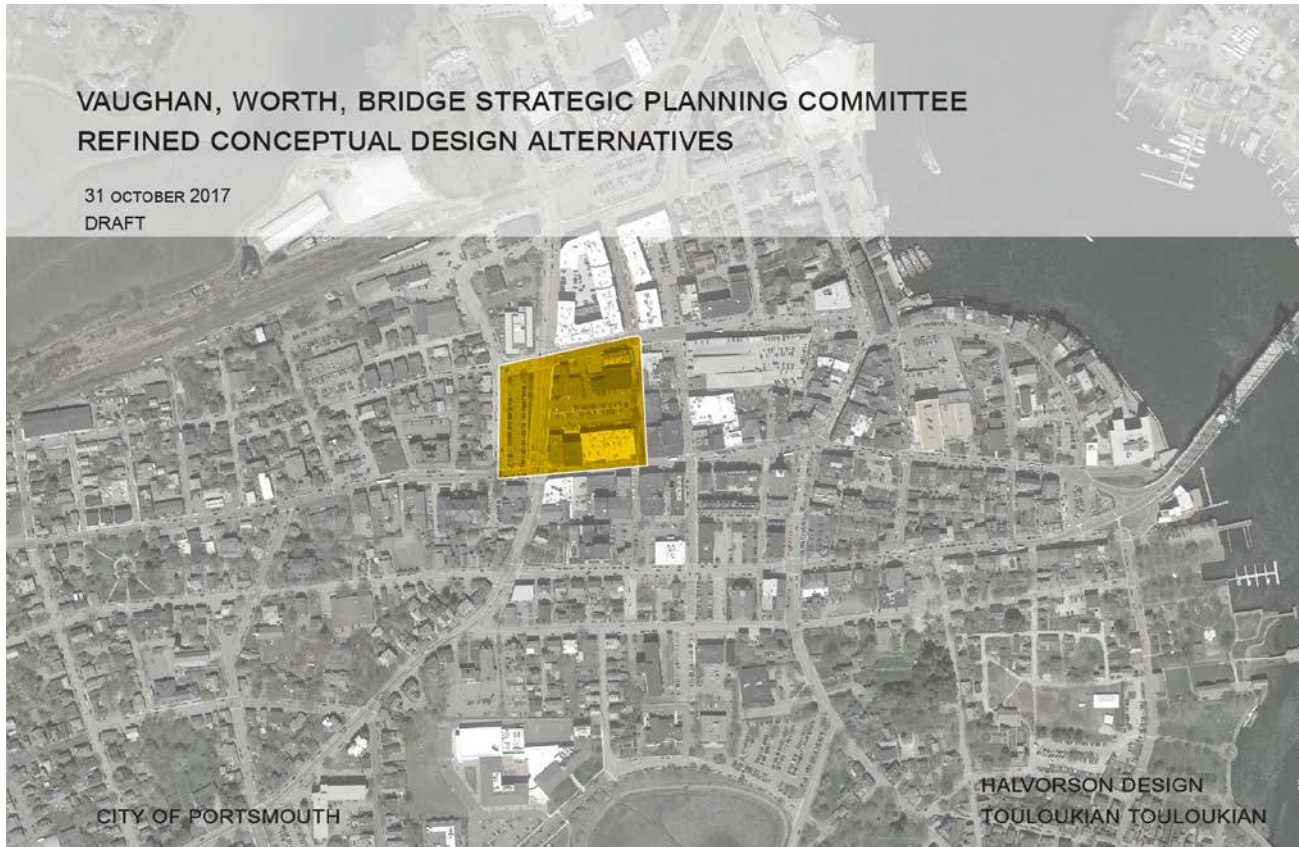 VAUGHAN, WORTH, BRIDGE STRATEGIC PLANNING COMMITTEE
REFINED CONCEPTUAL DESIGN ALTERNATIVES
31 OCTOBER 2017
DRAFT
CITY OF PORTSMOUTH
HALVORSON DESIGN
TOULOUKIAN TOULOUKIAN